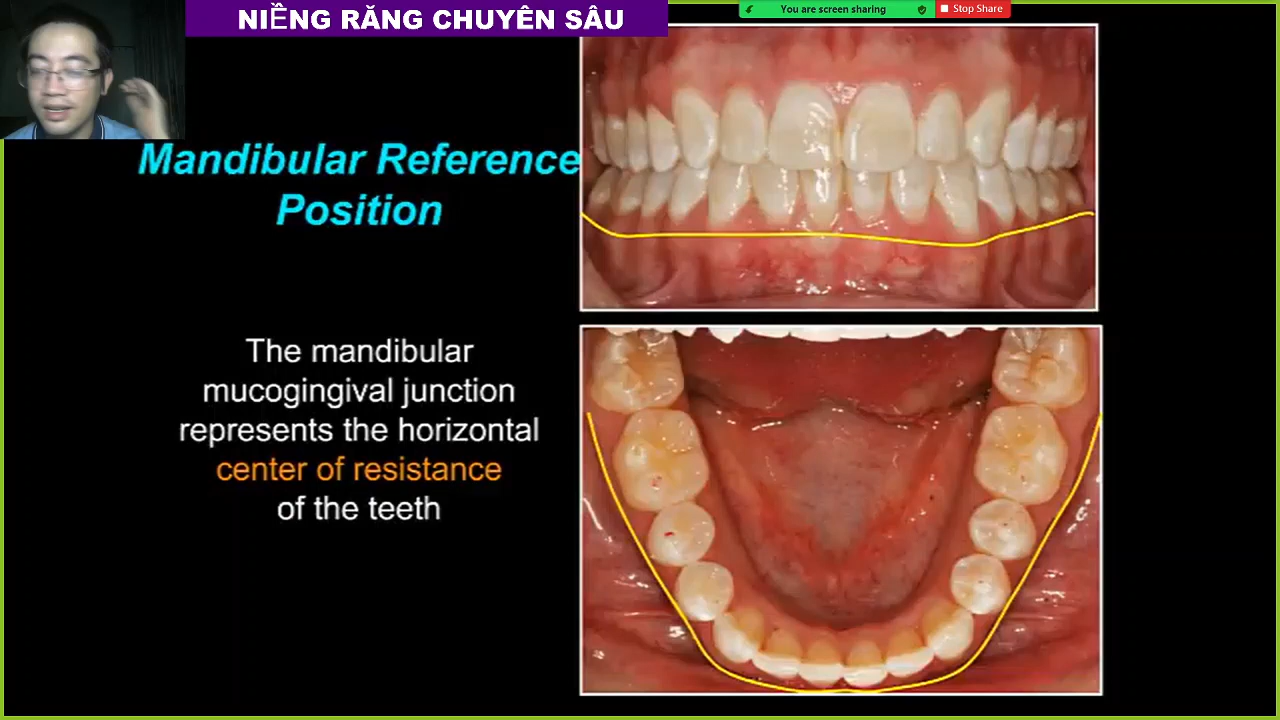 NIỀNG RĂNG CHUYÊN SÂU
You are screen sharing
Stop Share
Mandibular Reference
Position
The mandibular
mucogingival junction
represents the horizontal
center of resistance
of the teeth